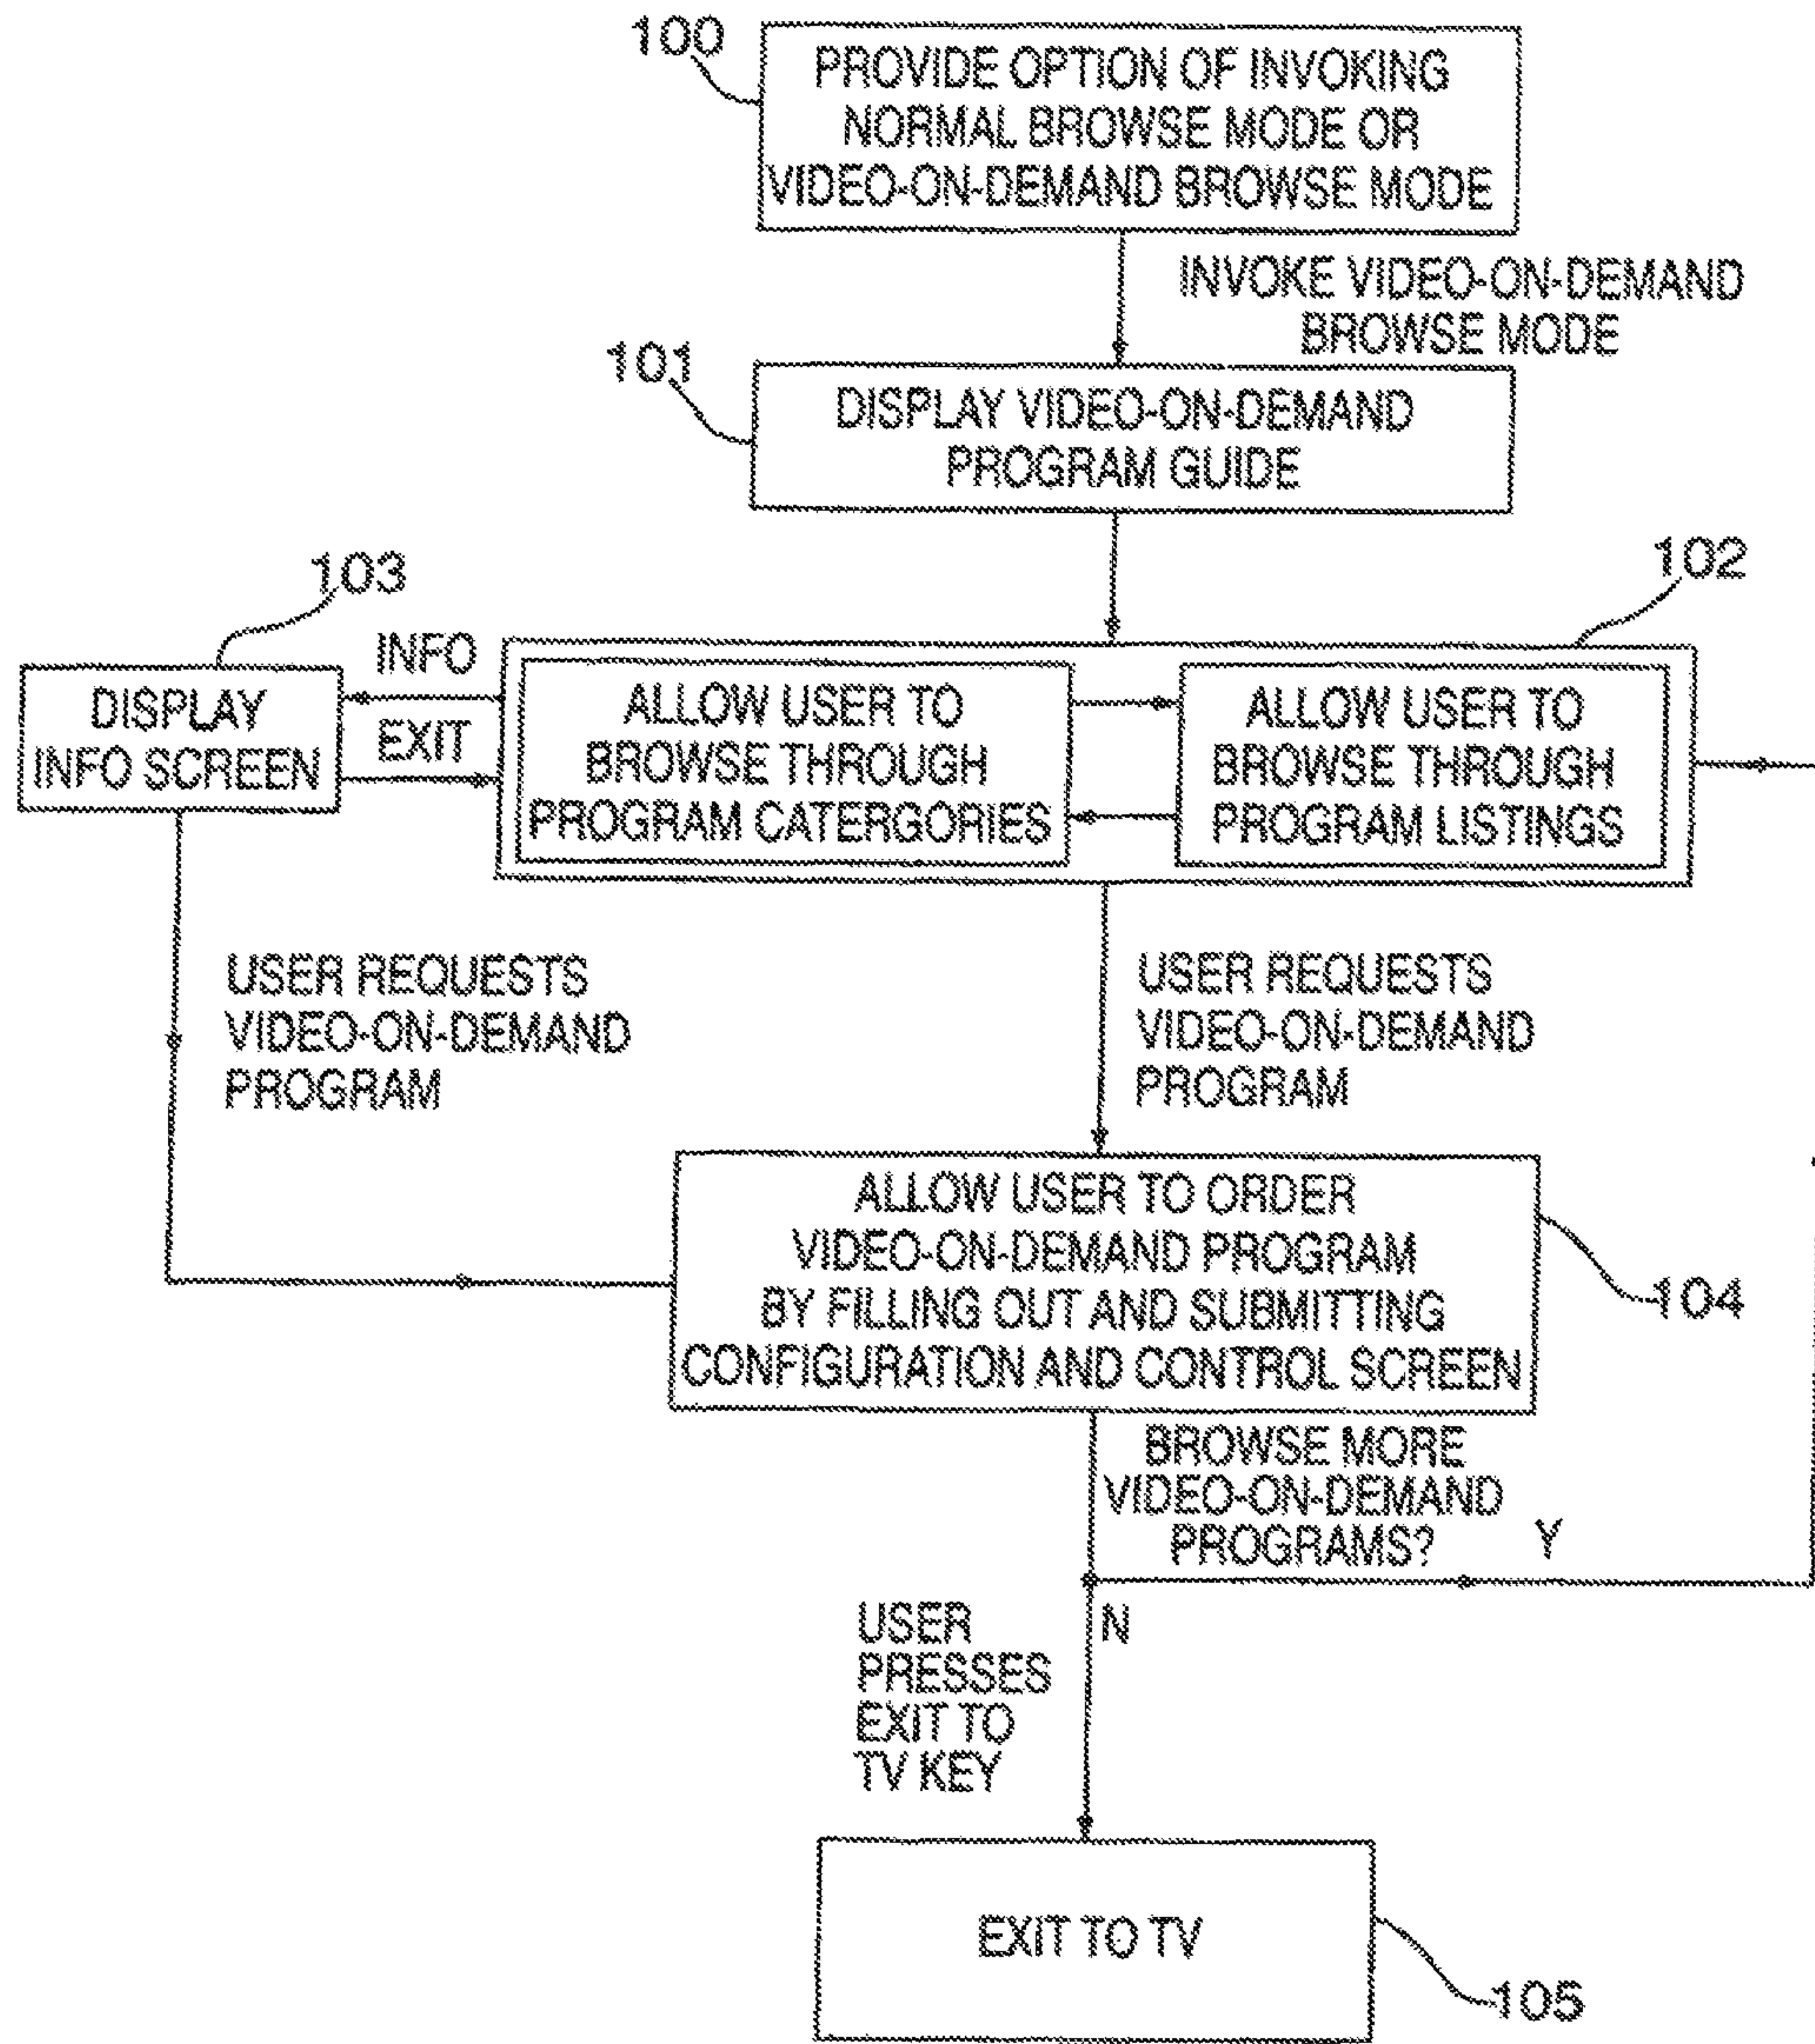 100
PROVIDE OPTION OF INVOKING
NORMAL BROWSE MODE OR
VIDEO-ON-DEMAND BROWSE MODE
INVOKE VIDEO-ON-DEMAND
BROWSE MODE
101
DISPLAY VIDEO-ON-DEMAND
PROGRAM GUIDE
103
102
INFO
EXIT
DISPLAY
INFO SCREEN
ALLOW USER TO
BROWSE THROUGH
PROGRAM CATERGORIES
ALLOW USER TO
BROWSE THROUGH
PROGRAM LISTINGS
USER REQUESTS
VIDEO-ON-DEMAND
PROGRAM
USER REQUESTS
VIDEO-ON-DEMAND
PROGRAM
ALLOW USER TO ORDER
VIDEO-ON-DEMAND PROGRAM
BY FILLING OUT AND SUBMITTING
CONFIGURATION AND CONTROL SCREEN
104
BROWSE MORE
VIDEO-ON-DEMAND
PROGRAMS?
Y
N
USER
PRESSES
EXIT TO
TV KEY
EXIT TO TV
105